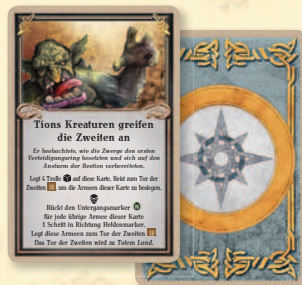 Tions Kreaturen greifen
die Zweiten an
Er beobachtete, wie die Zwerge den ersten
Verteidigungsring besetzten und sich auf den
Ansturm der Bestien vorbereiteten.
Legt 4 Trolle auf diese Karte. Reist zum Tor der
Zweiten, um die Armeen dieser Karte zu besiegen.
Rückt den Untergangsmarker
für jede übrige Armee dieser Karte
1 Schritt in Richtung Heldenmarker.
Legt diese Armeen zum Tor der Zweiten.
Das Tor der Zweiten wird zu Totem Land.